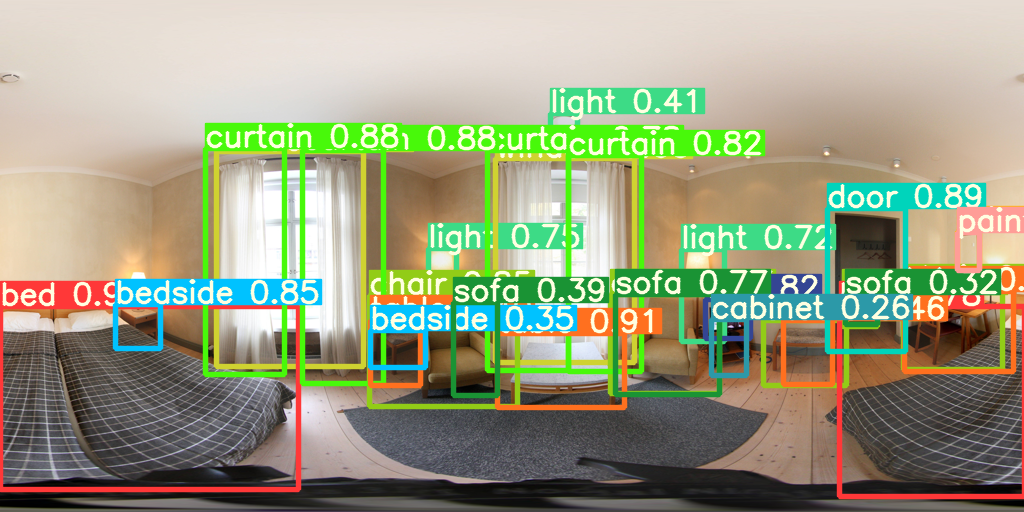 light 0.41
curtain 0.88
0.88
curtain 0.82
door 0.89
light 0.75
light 0.72
chair
bed 0.9
bedside 0.85
sofa 0.39
sofa 0.77
82
sofa 0.32
bedside 0.35
0.91
cabinet 0.26